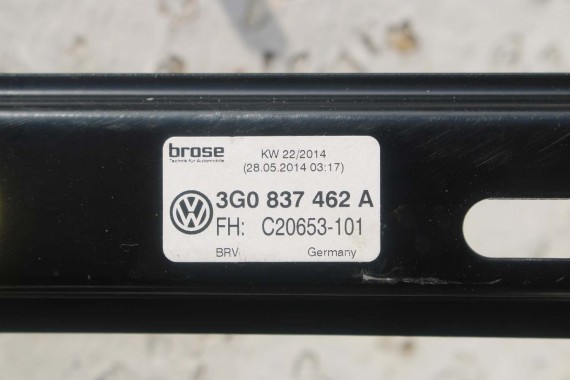 brose
Technik für Automobile
KW 22/2014
(28.05.2014 03:17)
3G0 837 462 A
FH: C20653-101
BRV Germany